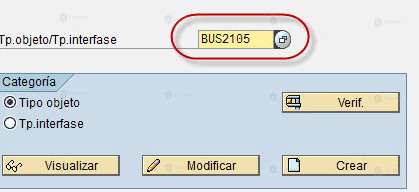 Tp.objeto/Tp.interfase BUS2105
Categoría
Tipo objeto
Verif.
Tp.interfase
Visualizar Modificar Crear